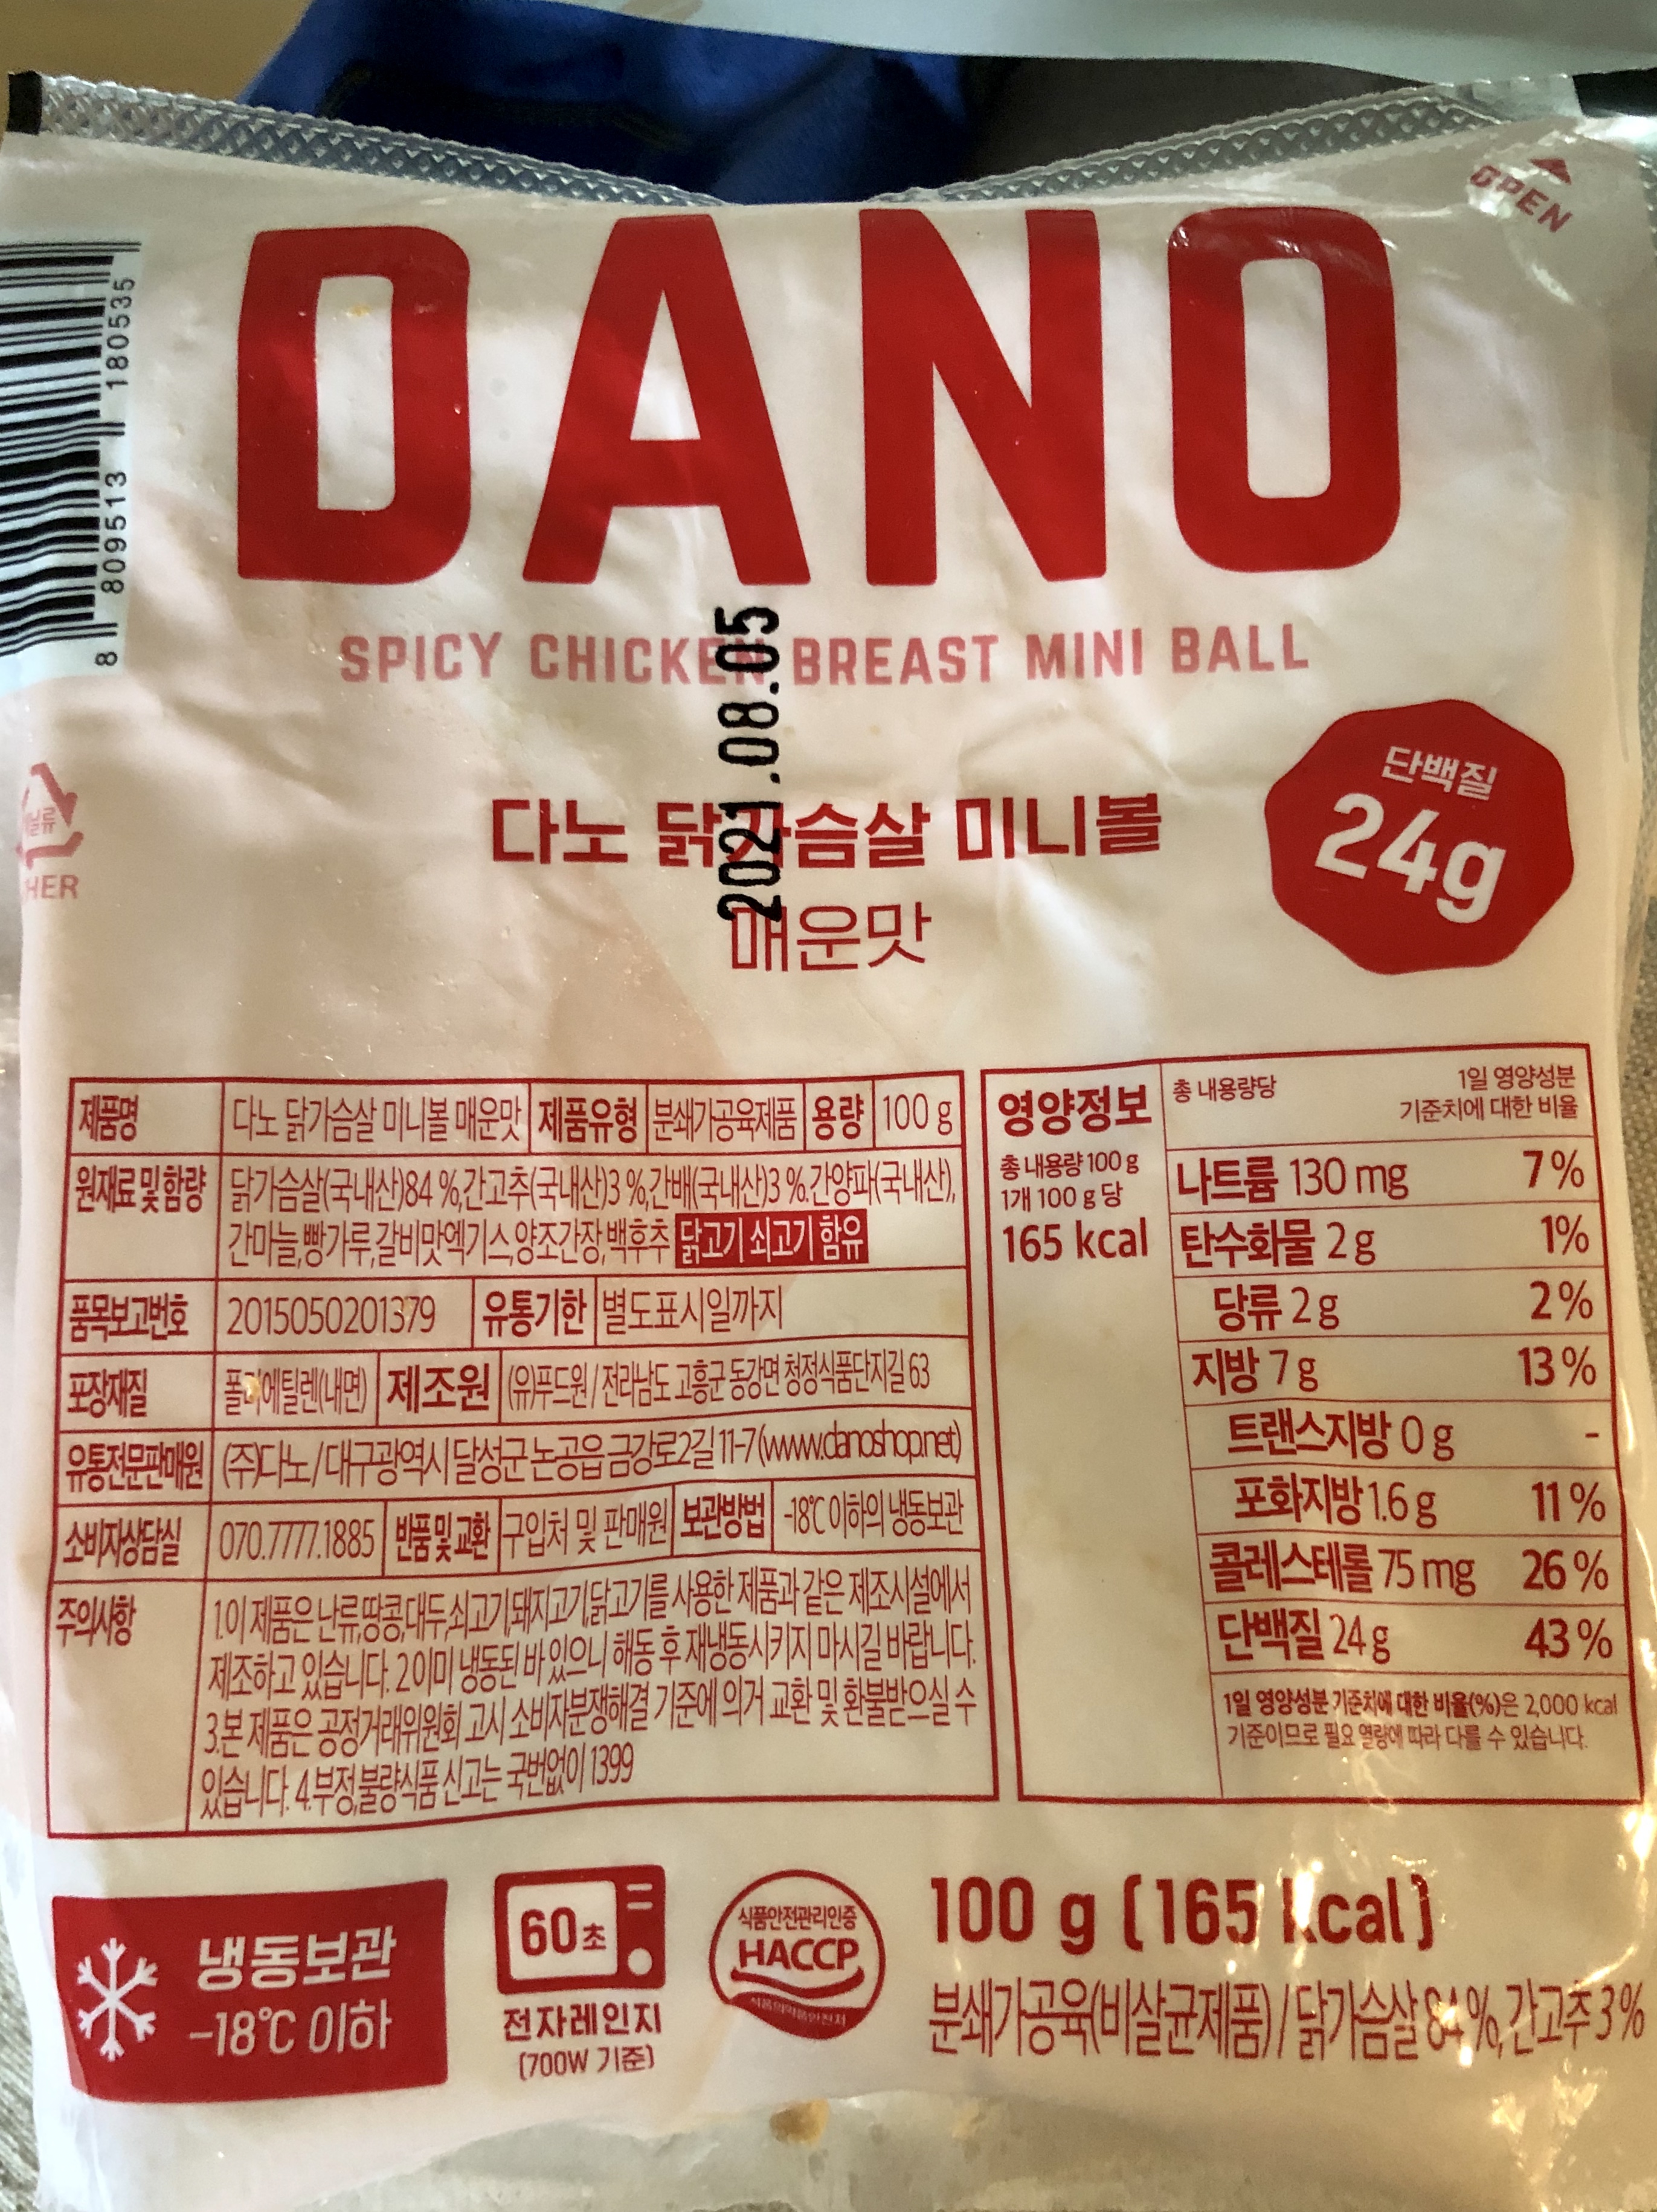 OPEN
DANO
8 809513 180535
SPICY CHICKEN BREAST MINI BALL
2021.08.05
다노 닭가슴살 미니볼
매운맛
단백질
24g
HER
제품명 다노 닭가슴살 미니볼 매운맛 제품유형 분쇄가공육제품 용량 100 g
원재료 및 함량 닭가슴살(국내산)84 %,간고추(국내산)3 %,간배(국내산)3 %.간양파(국내산),
간마늘,빵가루,갈비맛엑기스,양조간장,백후추 닭고기 쇠고기 함유
품목보고번호 2015050201379 유통기한 별도표시일까지
포장재질 폴리에틸렌(내면) 제조원 (유)푸드원 / 전라남도 고흥군 동강면 청정식품단지길 63
유통전문판매원 (주)다노 / 대구광역시 달성군 논공읍 금강로2길 11-7 (www.danoshop.net)
소비자상담실 070.7777.1885 반품 및 교환 구입처 및 판매원 보관방법 -18℃ 이하의 냉동보관
주의사항 1.이 제품은 난류,땅콩,대두,쇠고기,돼지고기,닭고기를 사용한 제품과 같은 제조시설에서
제조하고 있습니다. 2.이미 냉동된 바 있으니 해동 후 재냉동시키지 마시길 바랍니다.
3.본 제품은 공정거래위원회 고시 소비자분쟁해결 기준에 의거 교환 및 환불받으실 수
있습니다. 4.부정,불량식품 신고는 국번없이 1399
영양정보
총 내용량 100 g
1개 100 g 당
165 kcal
총 내용량당 1일 영양성분
기준치에 대한 비율
나트륨 130 mg 7 %
탄수화물 2 g 1%
당류 2 g 2 %
지방 7 g 13 %
트랜스지방 0 g -
포화지방 1.6 g 11 %
콜레스테롤 75 mg 26 %
단백질 24 g 43 %
1일 영양성분 기준치에 대한 비율(%)은 2,000 kcal
기준이므로 필요 열량에 따라 다를 수 있습니다.
냉동보관
-18℃ 이하
60초
전자레인지
(700W 기준)
식품안전관리인증
HACCP
식품의약품안전처
100 g (165 kcal)
분쇄가공육(비살균제품) / 닭가슴살 84 %, 간고추 3 %